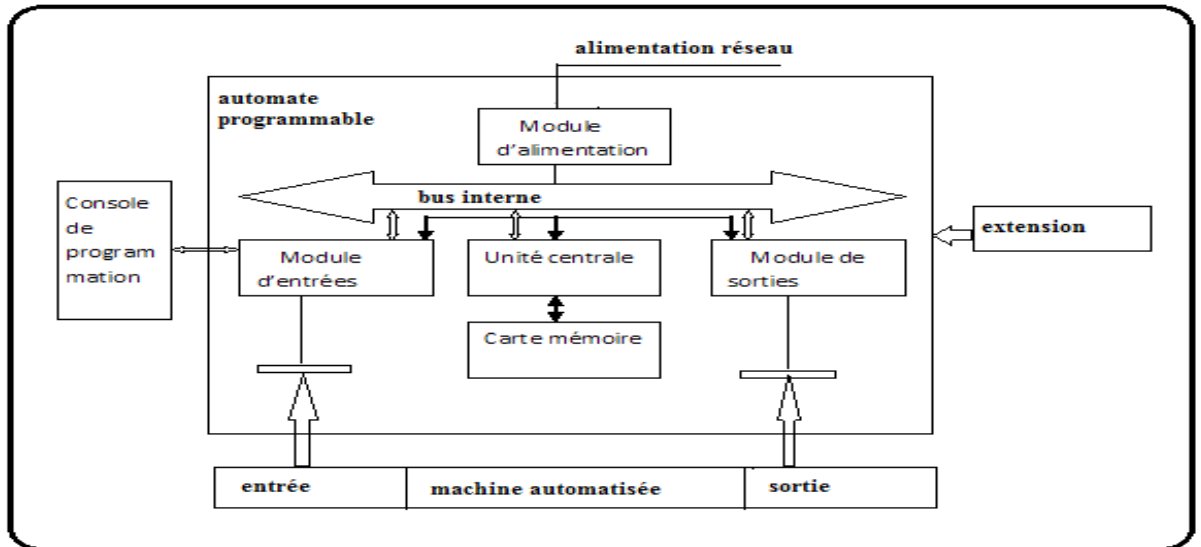 alimentation réseau
automate
programmable
Module
d'alimentation
bus interne
Console
de
program
mation
Module
d'entrées
Unité centrale
Module de
sorties
extension
Carte mémoire
entrée
machine automatisée
sortie